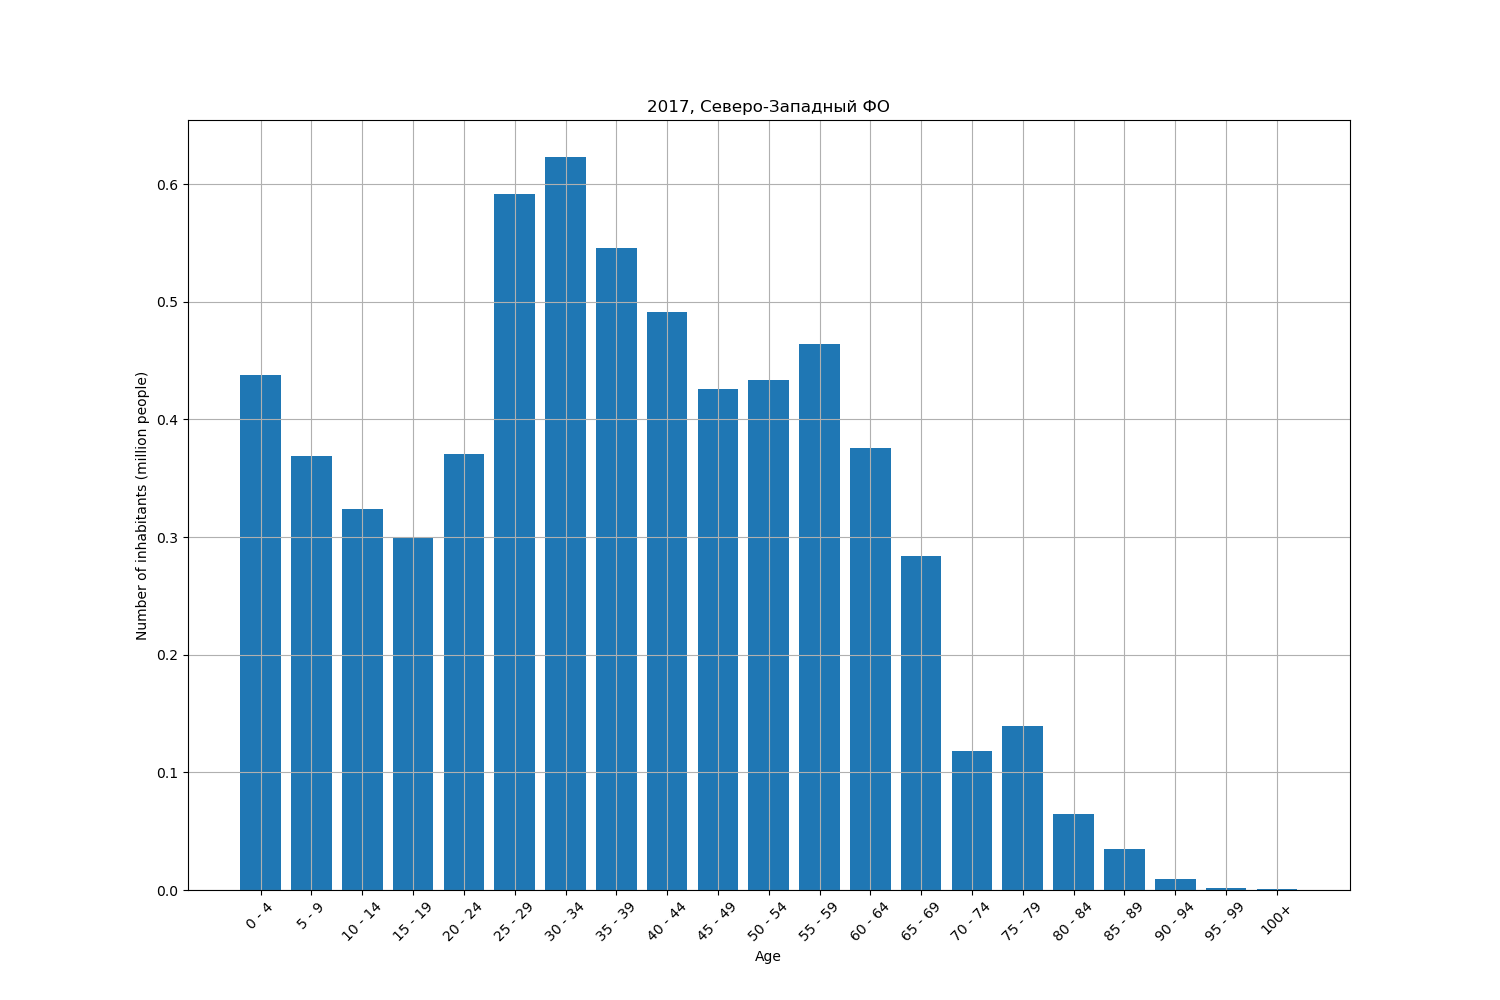 2017, Северо-Западный ФО
Number of inhabitants (million people)
0.6
0.5
0.4
0.3
0.2
0.1
0.0
0 - 4
5 - 9
10 - 14
15 - 19
20 - 24
25 - 29
30 - 34
35 - 39
40 - 44
45 - 49
50 - 54
55 - 59
60 - 64
65 - 69
70 - 74
75 - 79
80 - 84
85 - 89
90 - 94
95 - 99
100+
Age